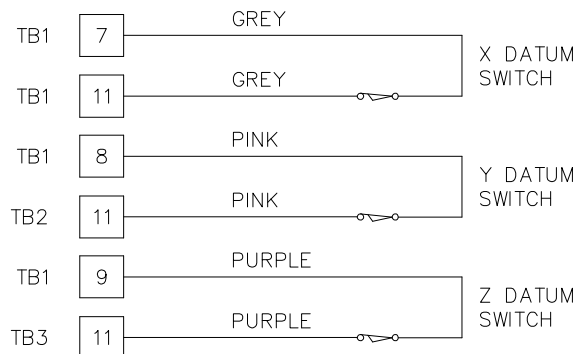 TB1 7 GREY
X DATUM
SWITCH
TB1 11 GREY
TB1 8 PINK
Y DATUM
SWITCH
TB2 11 PINK
TB1 9 PURPLE
Z DATUM
SWITCH
TB3 11 PURPLE